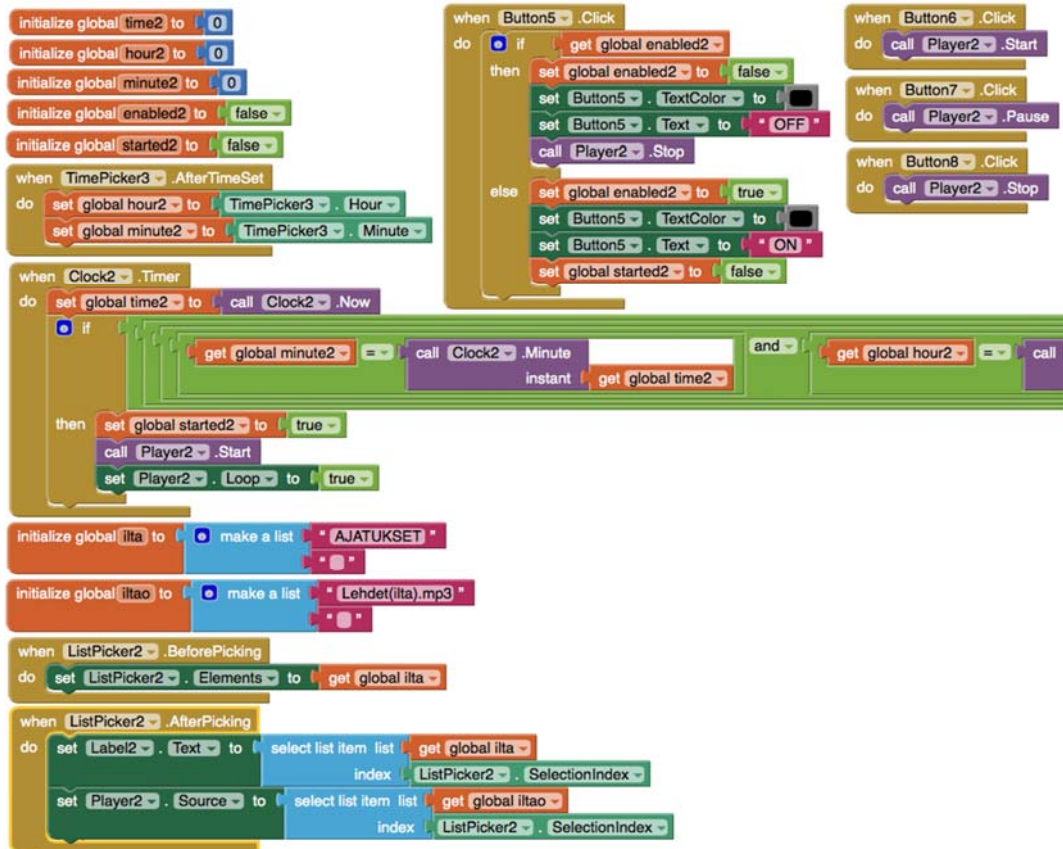 initialize global time2 to 0
initialize global hour2 to 0
initialize global minute2 to 0
initialize global enabled2 to false
initialize global started2 to false
when TimePicker3 .AfterTimeSet
do set global hour2 to TimePicker3 . Hour
set global minute2 to TimePicker3 . Minute
when Button5 .Click
do if get global enabled2
then set global enabled2 to false
set Button5 . TextColor to
set Button5 . Text to " OFF "
call Player2 .Stop
else set global enabled2 to true
set Button5 . TextColor to
set Button5 . Text to " ON "
set global started2 to false
when Button6 .Click
do call Player2 .Start
when Button7 .Click
do call Player2 .Pause
when Button8 .Click
do call Player2 .Stop
when Clock2 .Timer
do set global time2 to call Clock2 .Now
if get global minute2 = call Clock2 .Minute and get global hour2 = call
instant get global time2
then set global started2 to true
call Player2 .Start
set Player2 . Loop to true
initialize global ilta to make a list " AJATUKSET "
" "
initialize global iltao to make a list " Lehdet(ilta).mp3 "
" "
when ListPicker2 .BeforePicking
do set ListPicker2 . Elements to get global ilta
when ListPicker2 .AfterPicking
do set Label2 . Text to select list item list get global ilta
index ListPicker2 . SelectionIndex
set Player2 . Source to select list item list get global iltao
index ListPicker2 . SelectionIndex